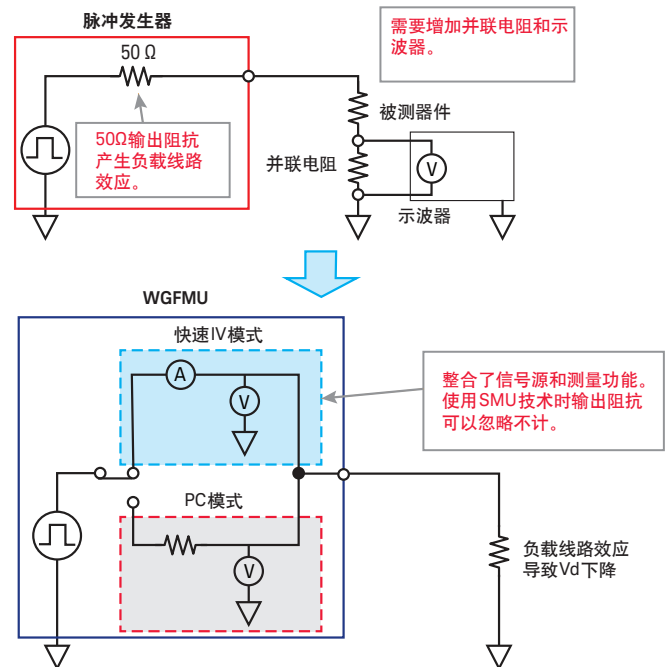 脉冲发生器
50 Ω
50Ω输出阻抗
产生负载线路
效应。
需要增加并联电阻和示
波器。
被测器件
并联电阻
V
示波器
WGFMU
快速IV模式
A
V
整合了信号源和测量功能。
使用SMU技术时输出阻抗
可以忽略不计。
PC模式
V
负载线路效应
导致Vd下降